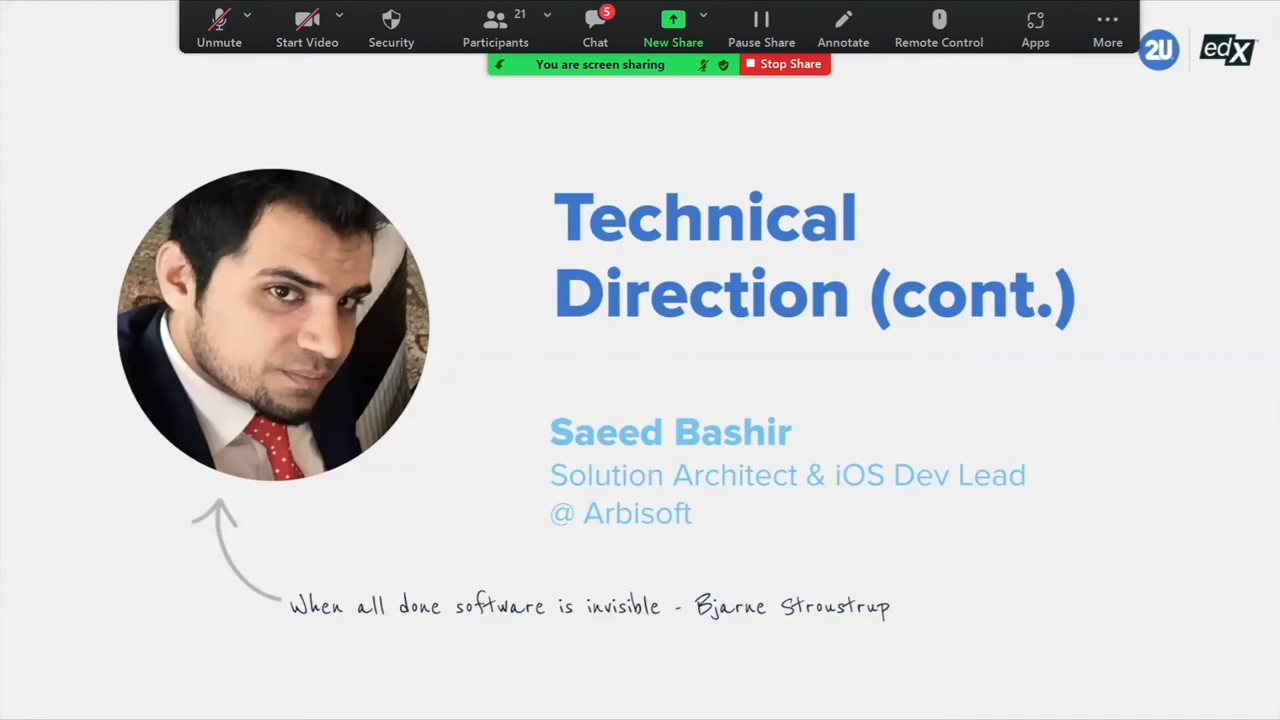 Unmute
Start Video
Security
Participants
21
Chat
5
New Share
Pause Share
Annotate
Remote Control
Apps
More
You are screen sharing
Stop Share
2U
edX
Technical
Direction (cont.)
Saeed Bashir
Solution Architect & iOS Dev Lead
@ Arbisoft
When all done software is invisible - Bjarne Stroustrup